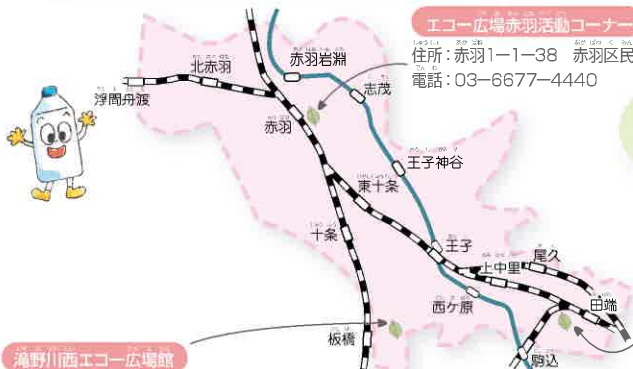 エコー広場赤羽活動コーナー
住所：赤羽1ー1ー38　赤羽区民
電話：03ー6677ー4440
北赤羽
浮間舟渡
赤羽岩淵
志茂
赤羽
王子神谷
東十条
十条
王子
上中里
尾久
西ケ原
田端
板橋
駒込
滝野川西エコー広場館